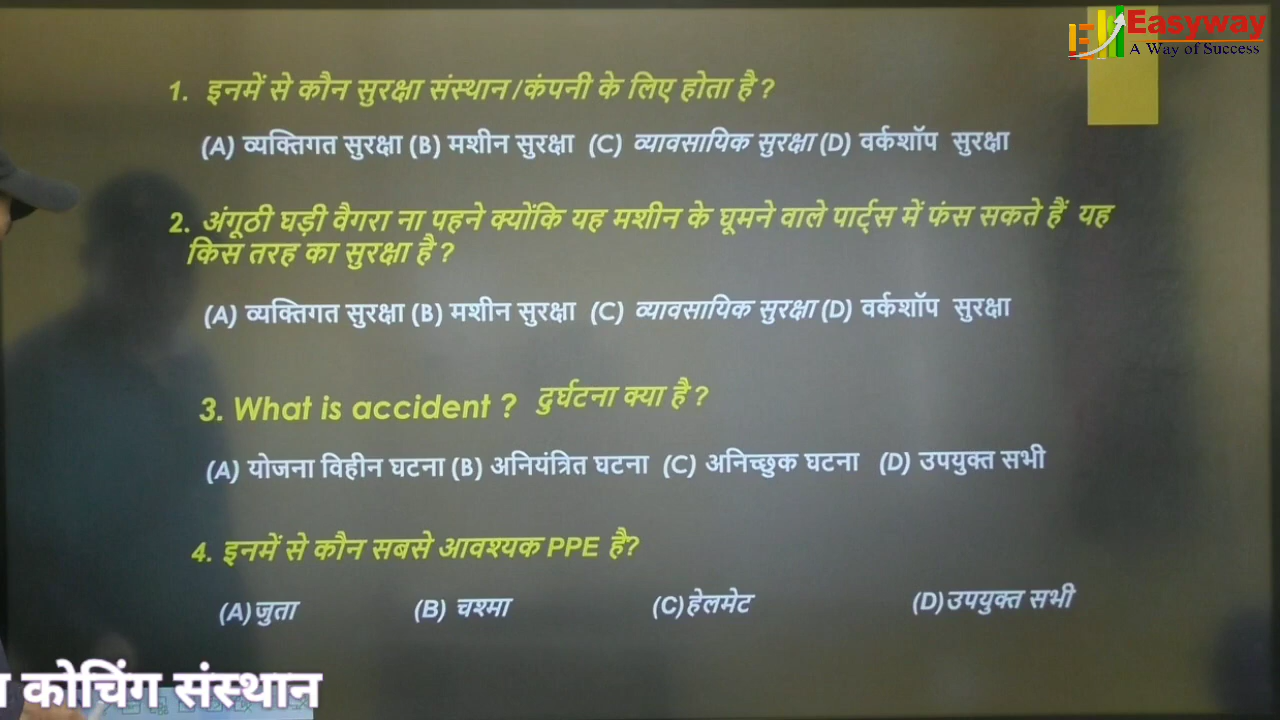 Easyway
A Way of Success
1. इनमें से कौन सुरक्षा संस्थान / कंपनी के लिए होता है ?
(A) व्यक्तिगत सुरक्षा (B) मशीन सुरक्षा (C) व्यावसायिक सुरक्षा (D) वर्कशॉप सुरक्षा
2. अंगूठी घड़ी वैगरा ना पहने क्योंकि यह मशीन के घूमने वाले पार्ट्स में फंस सकते हैं यह
किस तरह का सुरक्षा है ?
(A) व्यक्तिगत सुरक्षा (B) मशीन सुरक्षा (C) व्यावसायिक सुरक्षा (D) वर्कशॉप सुरक्षा
3. What is accident ? दुर्घटना क्या है ?
(A) योजना विहीन घटना (B) अनियंत्रित घटना (C) अनिच्छुक घटना (D) उपयुक्त सभी
4. इनमें से कौन सबसे आवश्यक PPE है?
(A) जुता (B) चश्मा (C) हेलमेट (D) उपयुक्त सभी
कोचिंग संस्थान